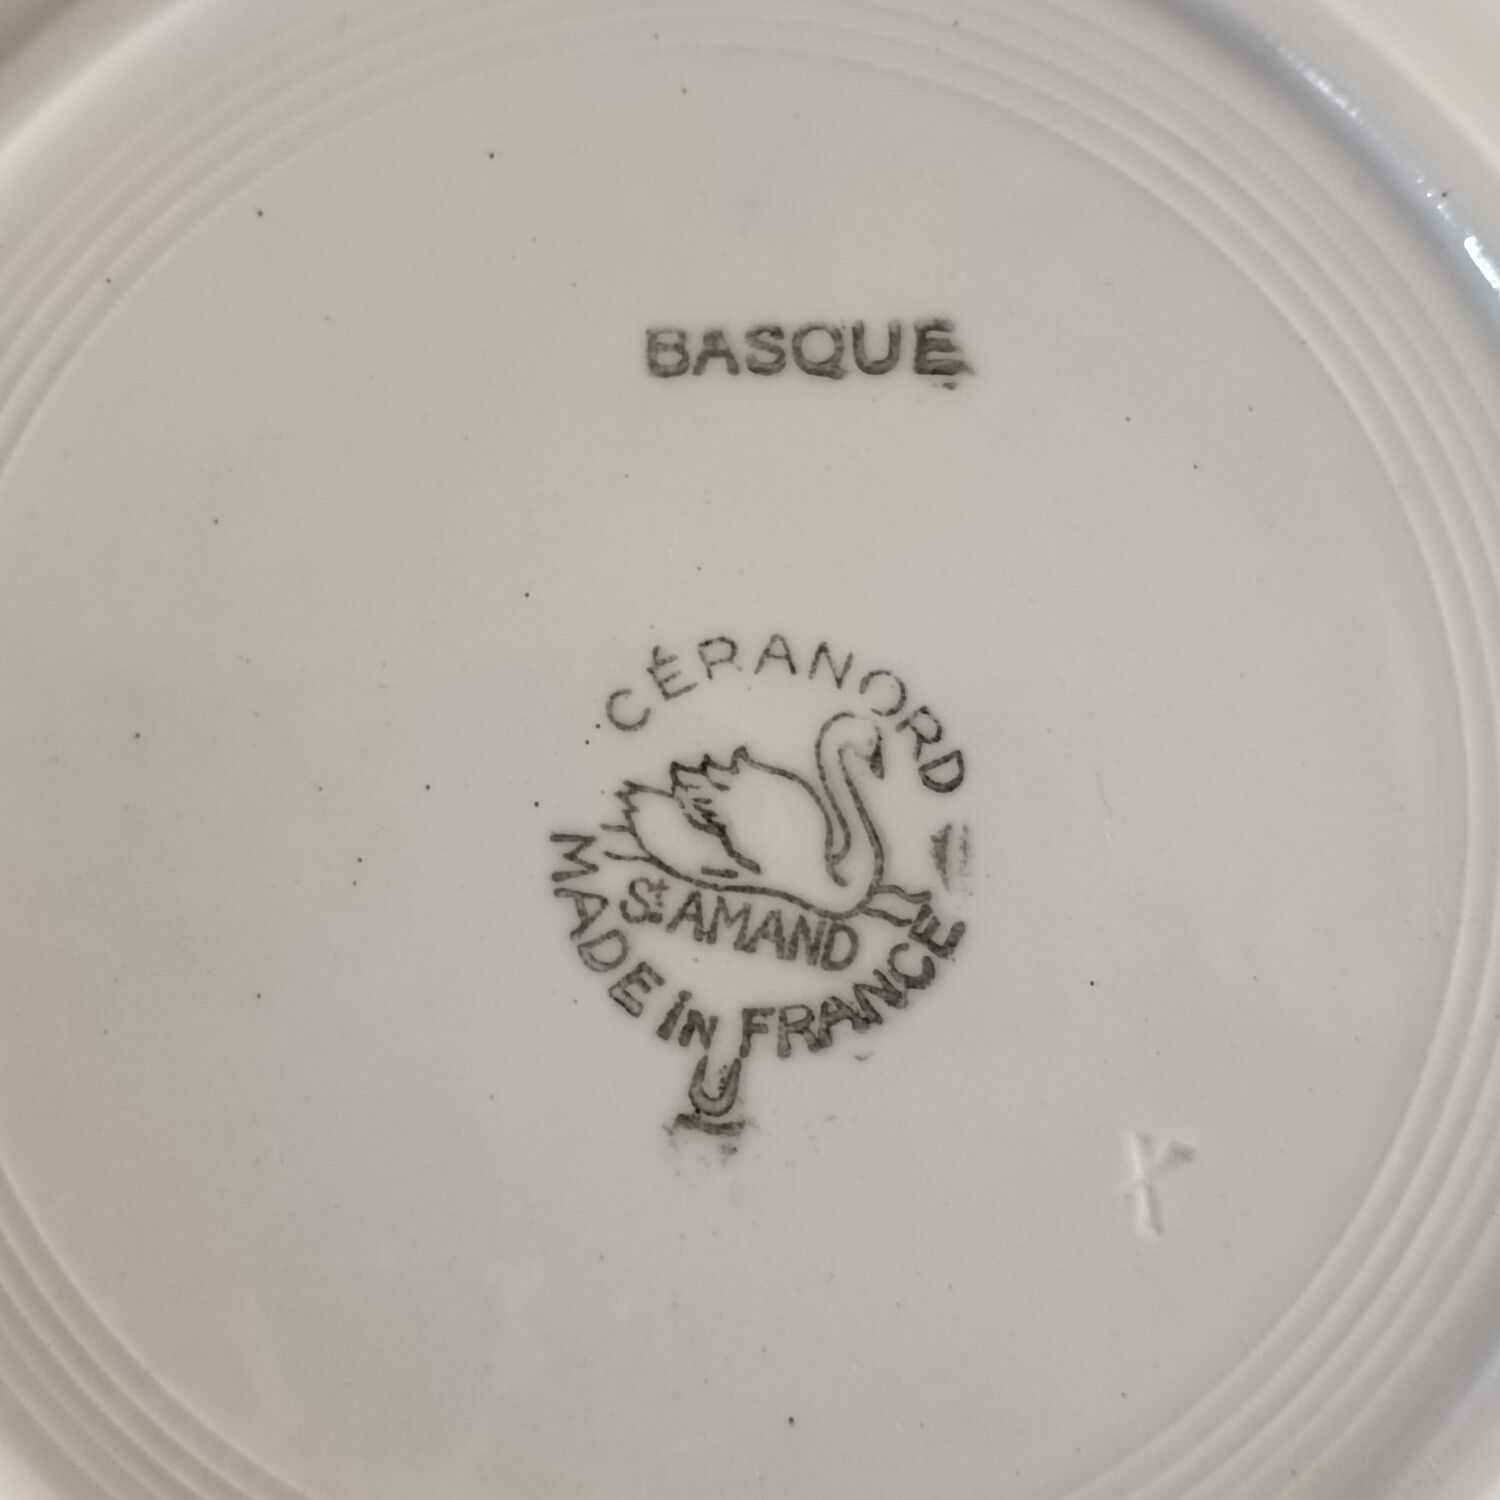 BASQUE
CÉRANORD
St AMAND
MADE IN FRANCE